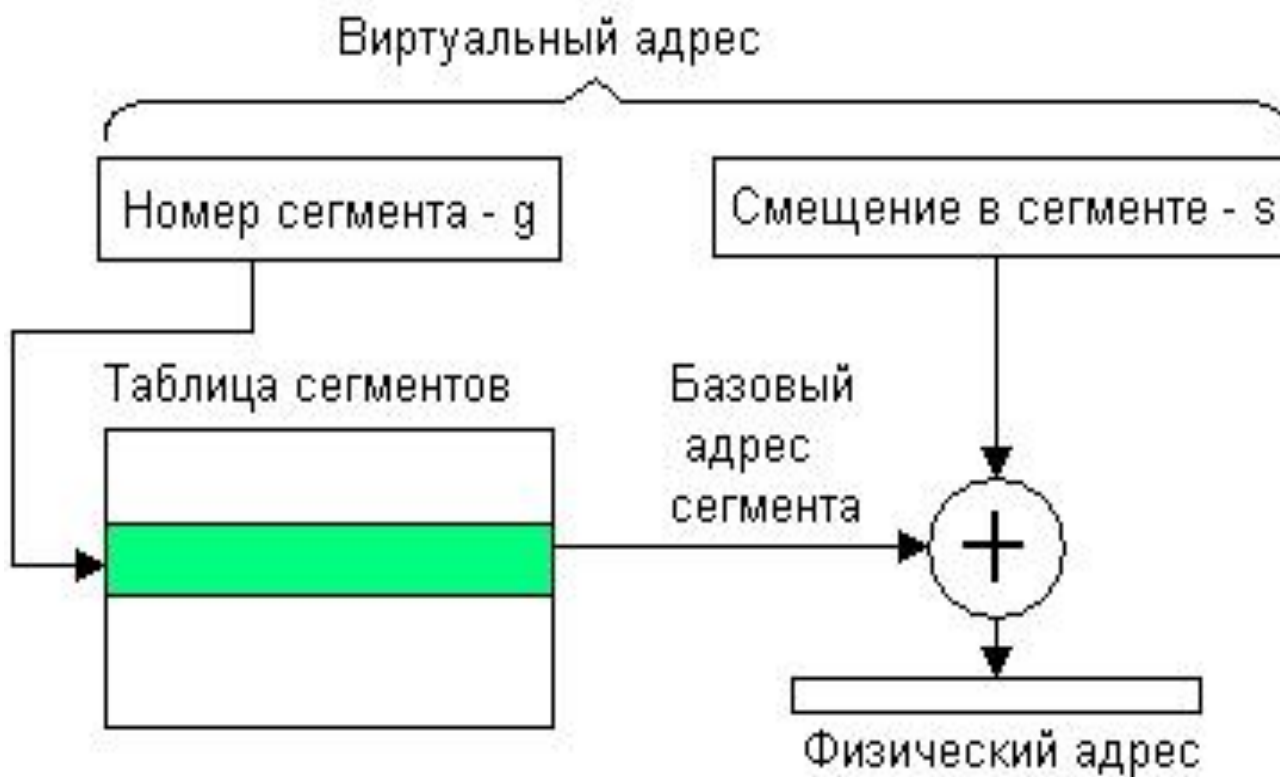 Виртуальный адрес
Номер сегмента - g
Смещение в сегменте - s
Таблица сегментов
Базовый
адрес
сегмента
Физический адрес